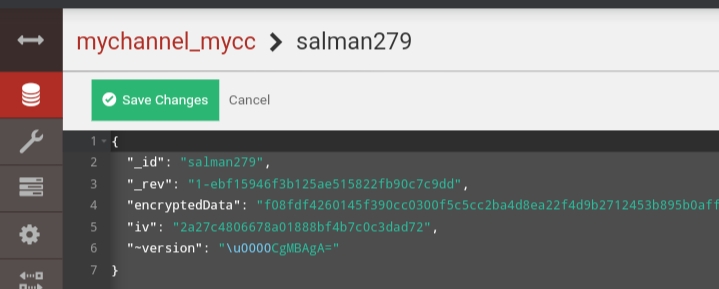 mychannel_mycc > salman279
Save Changes Cancel
1 {
2 "_id": "salman279",
3 "_rev": "1-ebf15946f3b125ae515822fb90c7c9dd",
4 "encryptedData": "f08fdf4260145f390cc0300f5c5cc2ba4d8ea22f4d9b2712453b895b0aff
5 "iv": "2a27c4806678a01888bf4b7c0c3dad72",
6 "~version": "\u0000CgMBAgA="
7 }